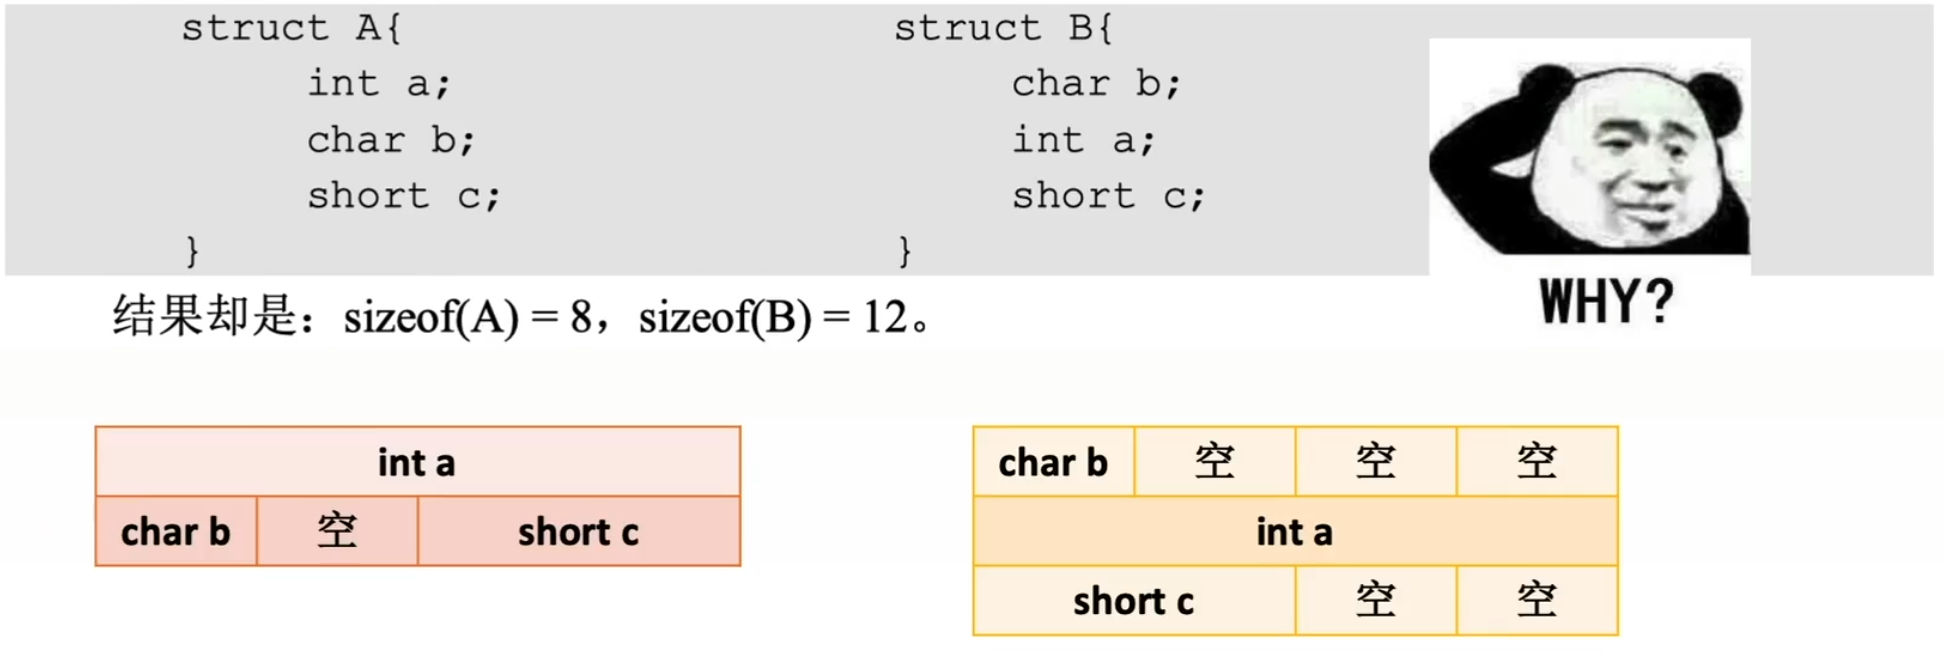 struct A{
int a;
char b;
short c;
}
struct B{
char b;
int a;
short c;
}
WHY?
结果却是：sizeof(A) = 8，sizeof(B) = 12。
int a
char b 空 short c
char b 空 空 空
int a
short c 空 空